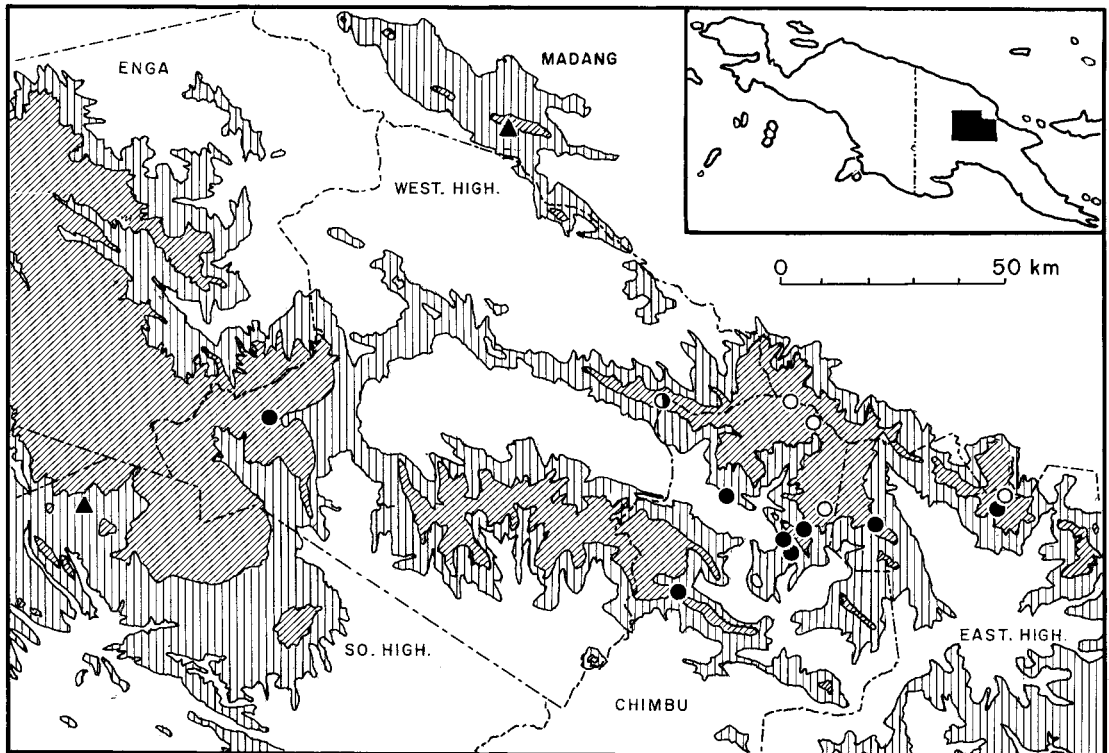 ENGA
MADANG
WEST. HIGH.
0 50 km
SO. HIGH.
EAST. HIGH.
CHIMBU